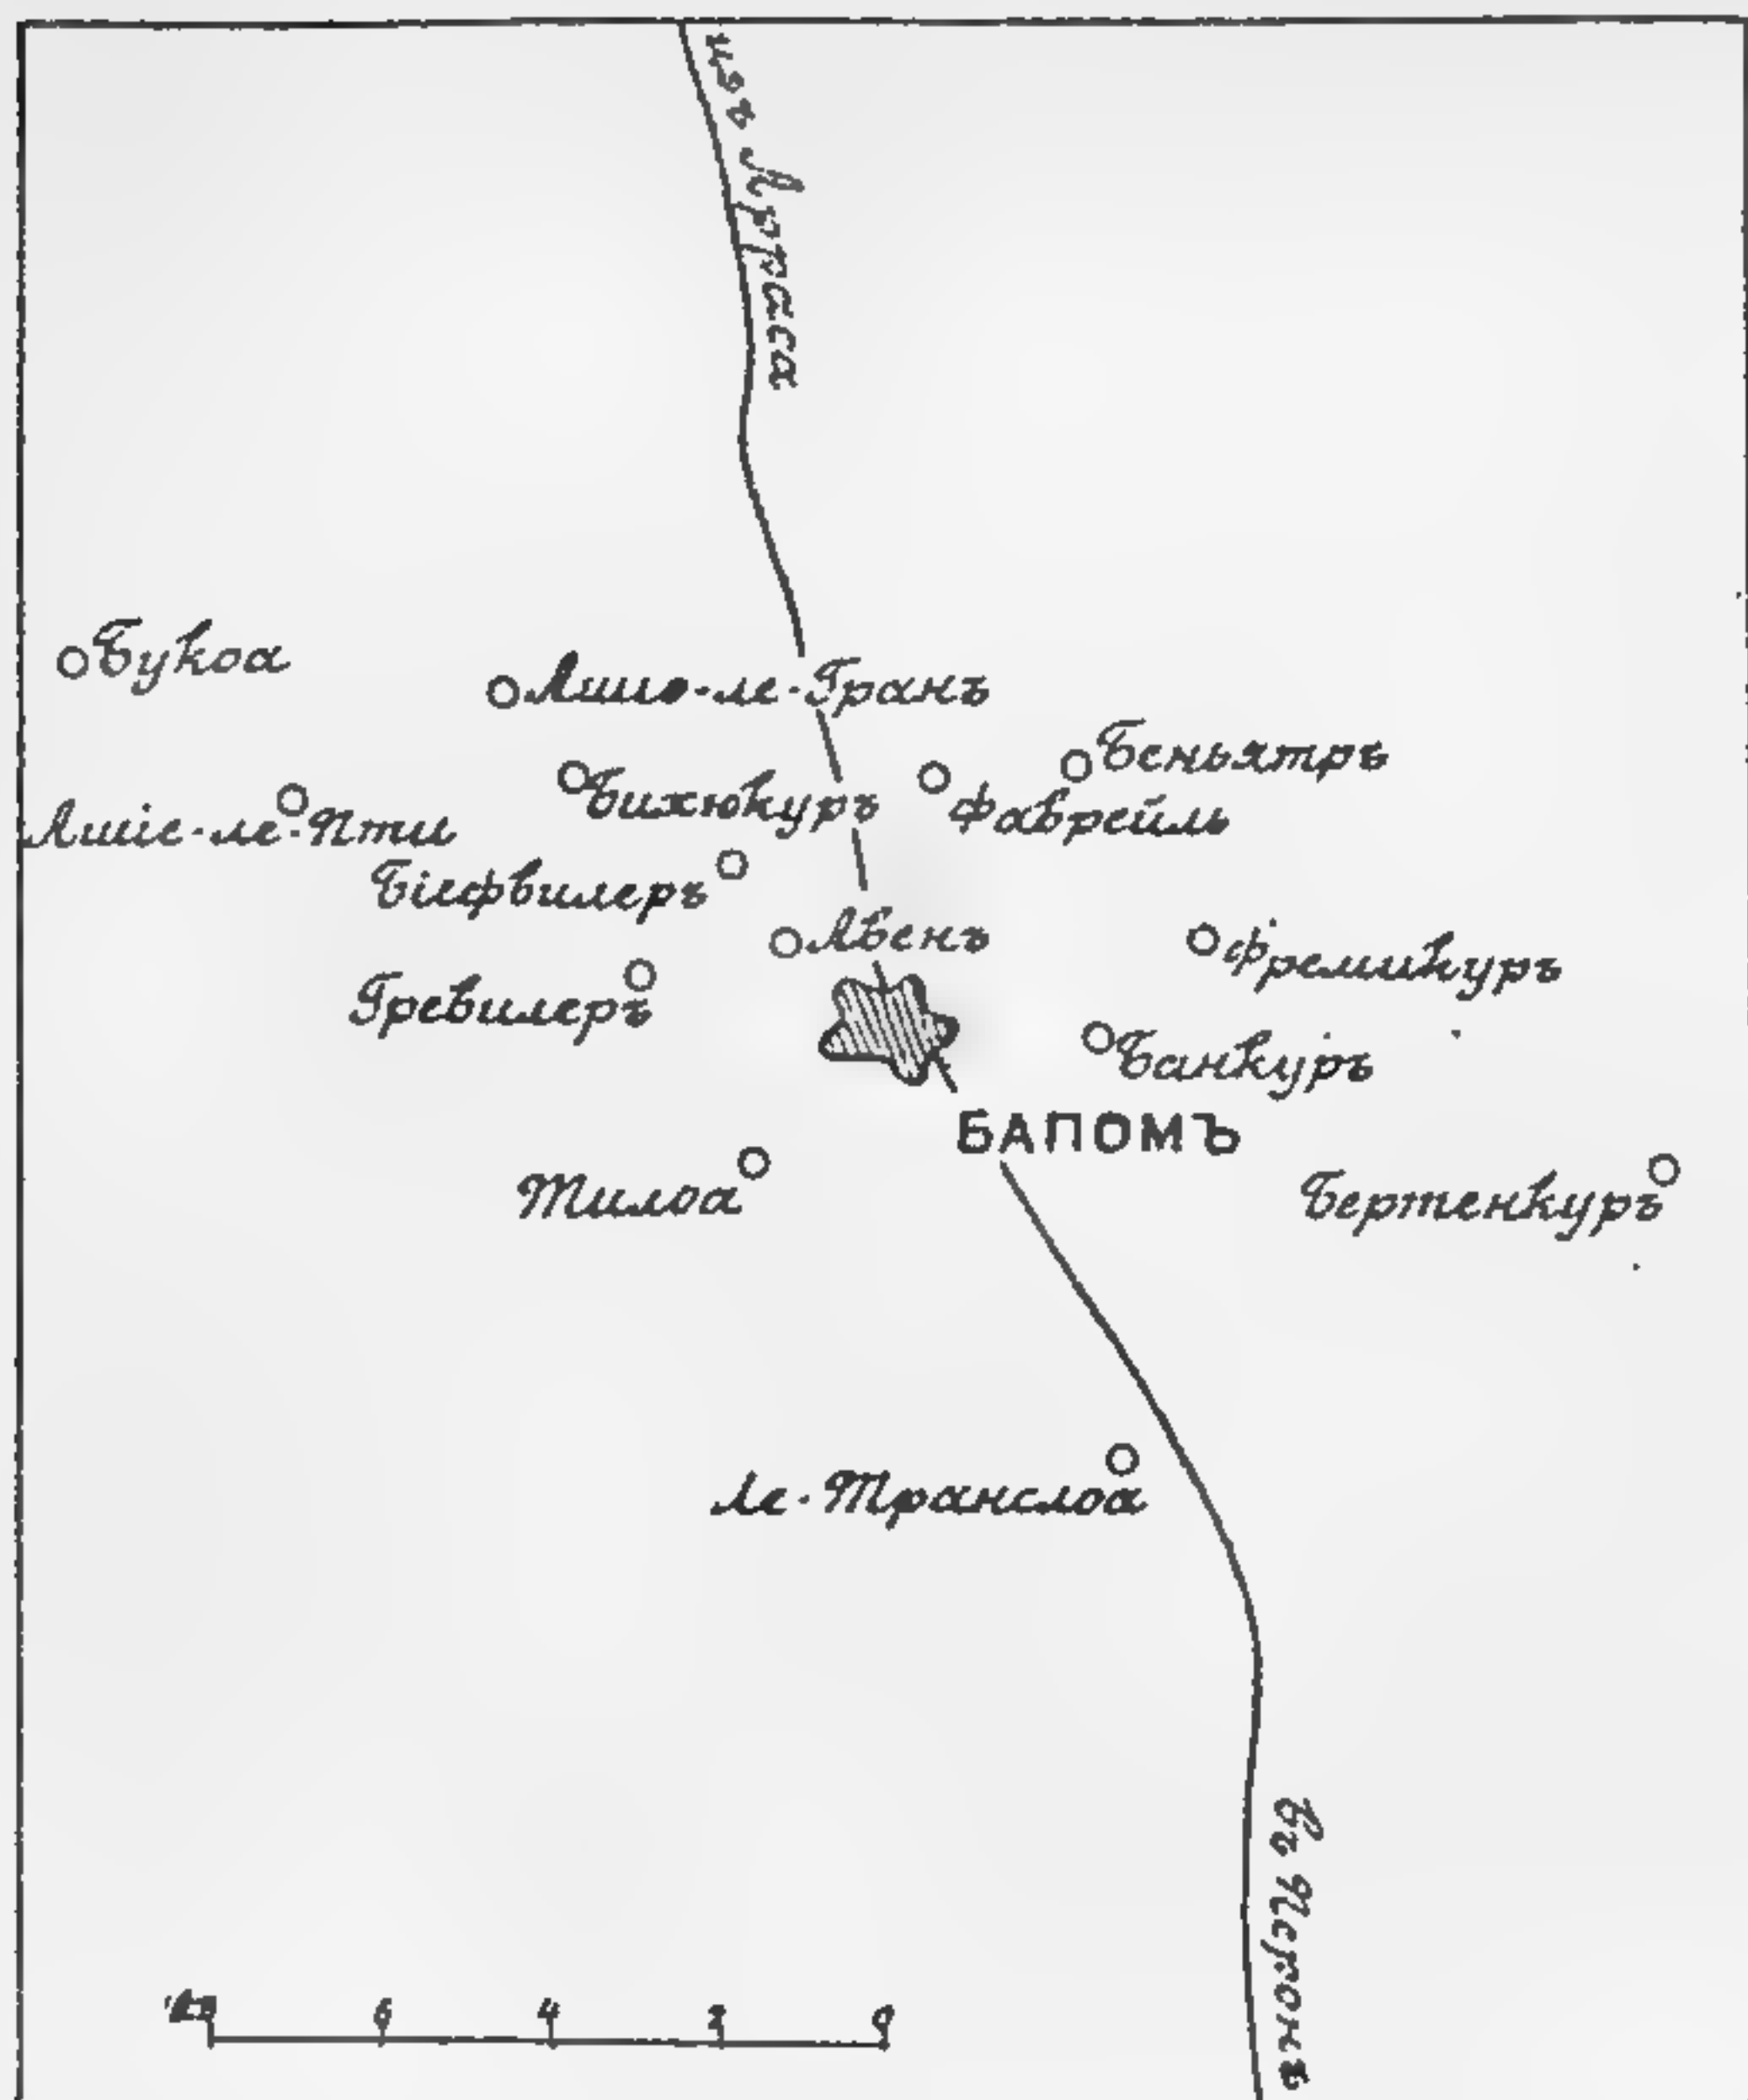 изъ Арраса
Букоа
Ашіе-ле-Гранъ
Беньятръ
Бихюкуръ
Фаврейль
Ашіе-ле-Пти
Біефвилеръ
Авенъ
Фремикуръ
Гревилеръ
Банкуръ
БАПОМЪ
Тилоа
Бертенкуръ
Ле-Транслоа
въ Перонъ
6 4 2 0